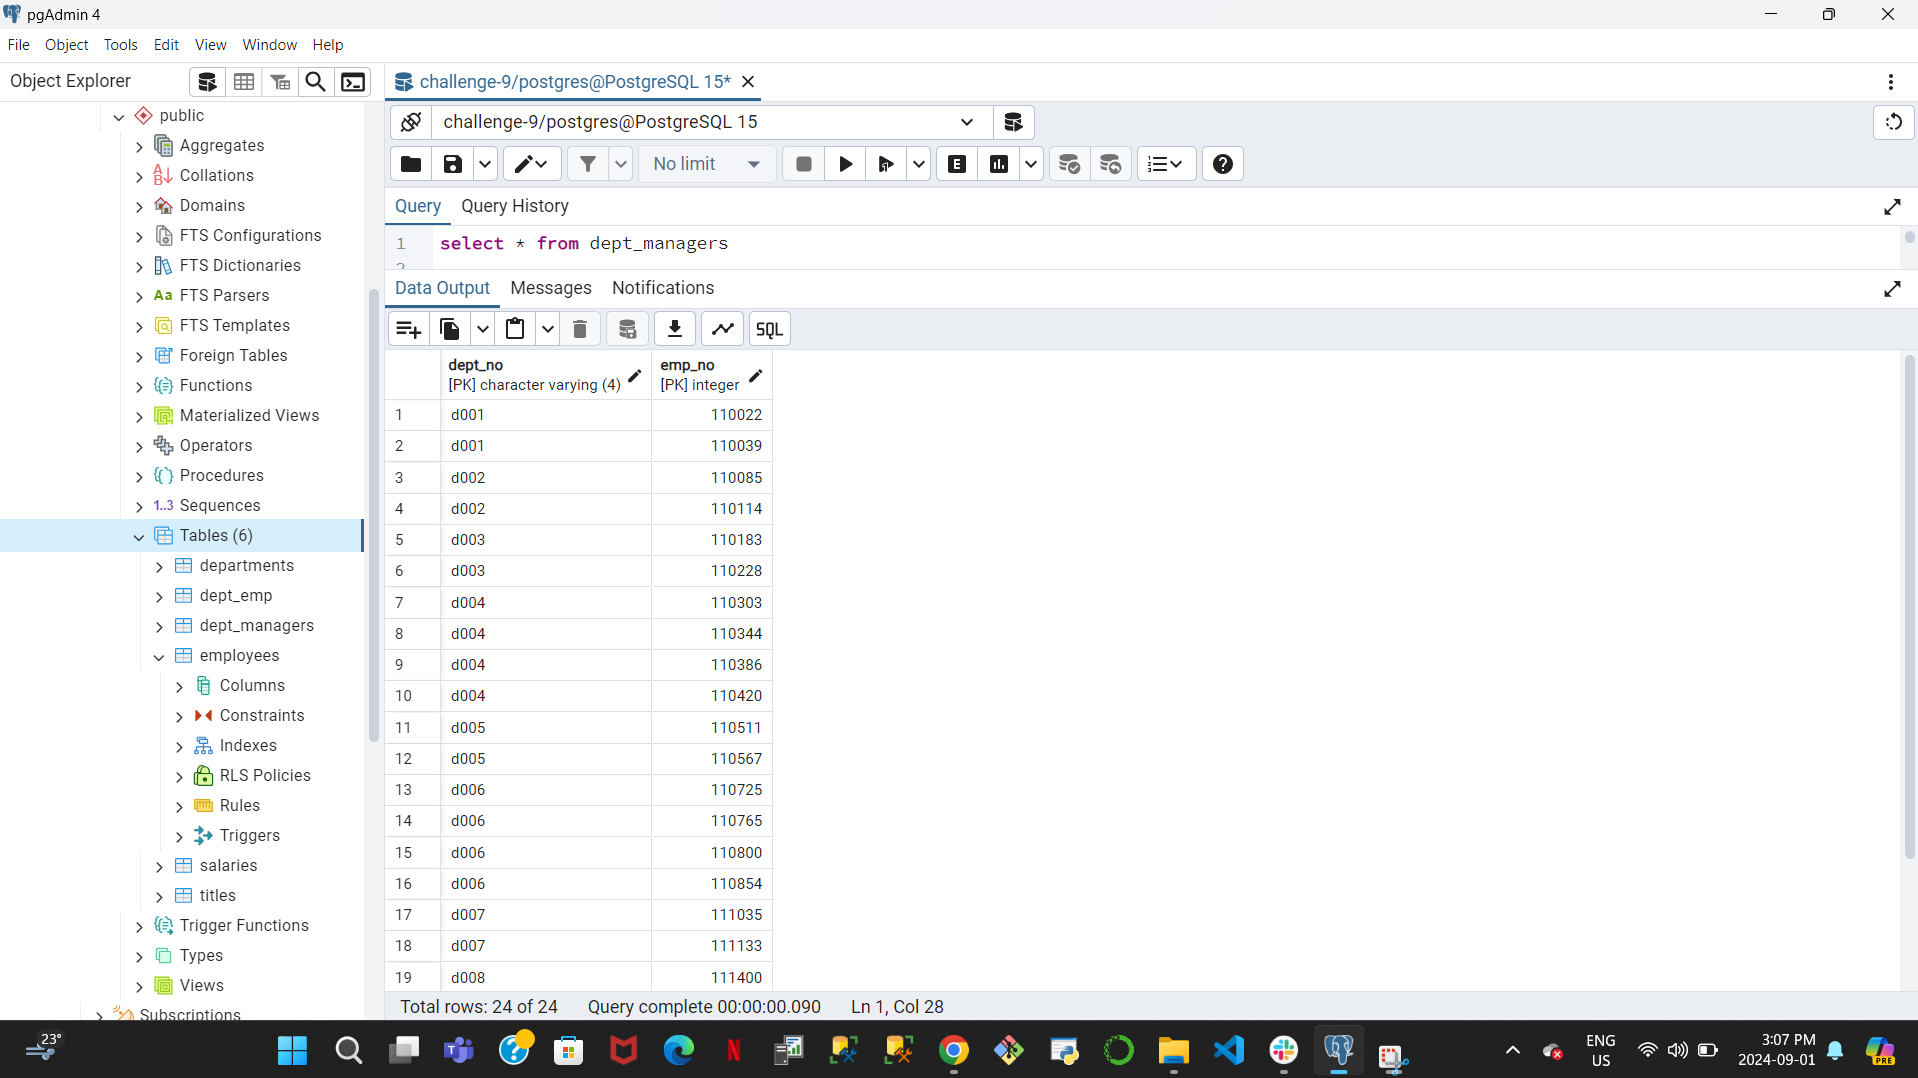 pgAdmin 4
File Object Tools Edit View Window Help
Object Explorer
challenge-9/postgres@PostgreSQL 15*
public
challenge-9/postgres@PostgreSQL 15
Aggregates
No limit
E
Collations
Domains
Query Query History
FTS Configurations
1 select * from dept_managers
2
FTS Dictionaries
Data Output Messages Notifications
Aa FTS Parsers
FTS Templates
SQL
Foreign Tables
dept_no
[PK] character varying (4)
emp_no
[PK] integer
Functions
1 d001 110022
Materialized Views
2 d001 110039
Operators
3 d002 110085
Procedures
4 d002 110114
1..3 Sequences
5 d003 110183
Tables (6)
6 d003 110228
departments
7 d004 110303
dept_emp
8 d004 110344
dept_managers
9 d004 110386
employees
10 d004 110420
Columns
11 d005 110511
Constraints
12 d005 110567
Indexes
13 d006 110725
RLS Policies
14 d006 110765
Rules
15 d006 110800
Triggers
16 d006 110854
salaries
17 d007 111035
titles
18 d007 111133
Trigger Functions
19 d008 111400
Types
Views
Total rows: 24 of 24 Query complete 00:00:00.090 Ln 1, Col 28
Subscriptions
23°
N
PRE
ENG
US
3:07 PM
2024-09-01